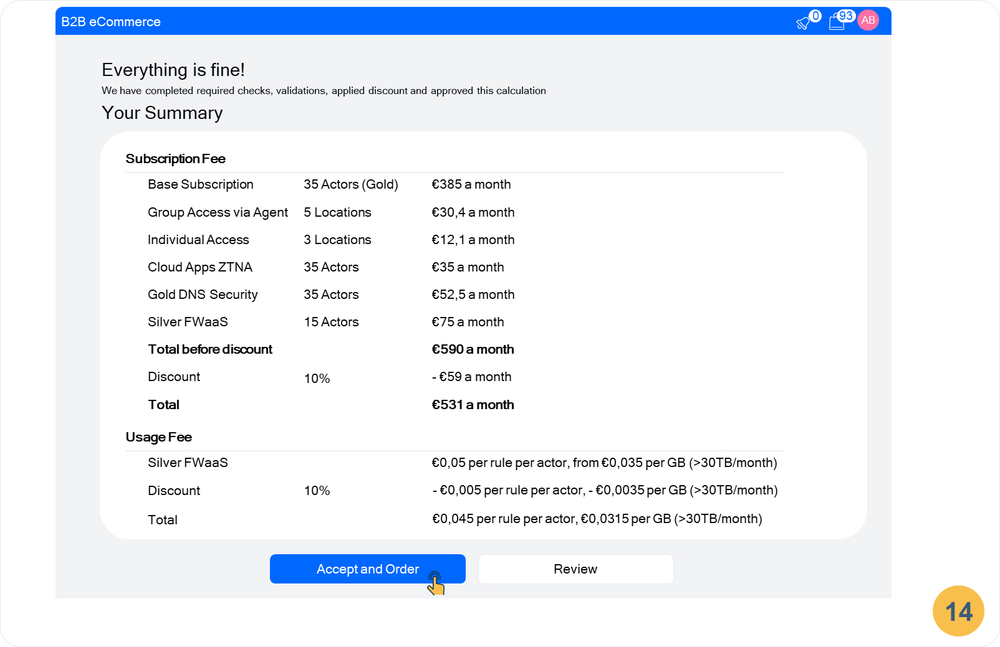 B2B eCommerce
0
93
AB
Everything is fine!
We have completed required checks, validations, applied discount and approved this calculation
Your Summary
Subscription Fee
Base Subscription 35 Actors (Gold) €385 a month
Group Access via Agent 5 Locations €30,4 a month
Individual Access 3 Locations €12,1 a month
Cloud Apps ZTNA 35 Actors €35 a month
Gold DNS Security 35 Actors €52,5 a month
Silver FWaaS 15 Actors €75 a month
Total before discount €590 a month
Discount 10% - €59 a month
Total €531 a month
Usage Fee
Silver FWaaS €0,05 per rule per actor, from €0,035 per GB (>30TB/month)
Discount 10% - €0,005 per rule per actor, - €0,0035 per GB (>30TB/month)
Total €0,045 per rule per actor, €0,0315 per GB (>30TB/month)
Accept and Order
Review
14